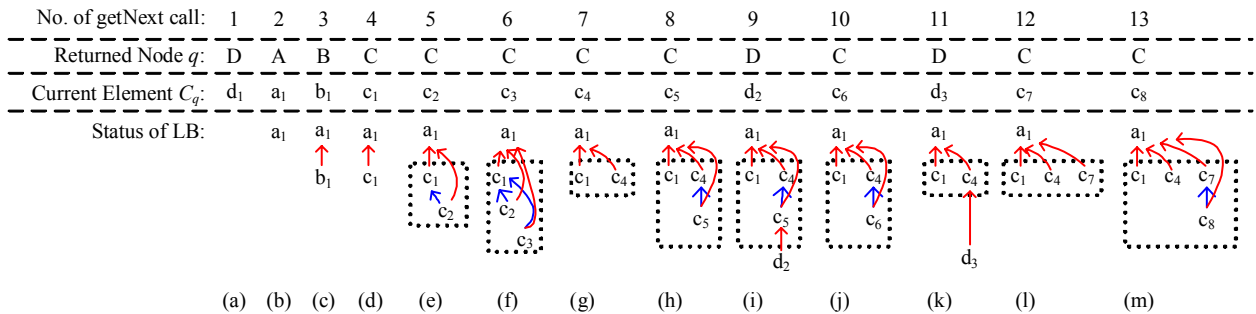 No. of getNext call: 1 2 3 4 5 6 7 8 9 10 11 12 13
Returned Node q: D A B C C C C C D C D C C
Current Element Cq: d1 a1 b1 c1 c2 c3 c4 c5 d2 c6 d3 c7 c8
Status of LB: a1 a1 a1 a1 a1 a1 a1 a1 a1 a1 a1 a1
b1 c1 c1 c1 c1 c4 c1 c4 c1 c4 c1 c4 c1 c4 c1 c4 c7 c1 c4 c7
c2 c2 c5 c5 c6 c8
c3 d2 d3
(a) (b) (c) (d) (e) (f) (g) (h) (i) (j) (k) (l) (m)